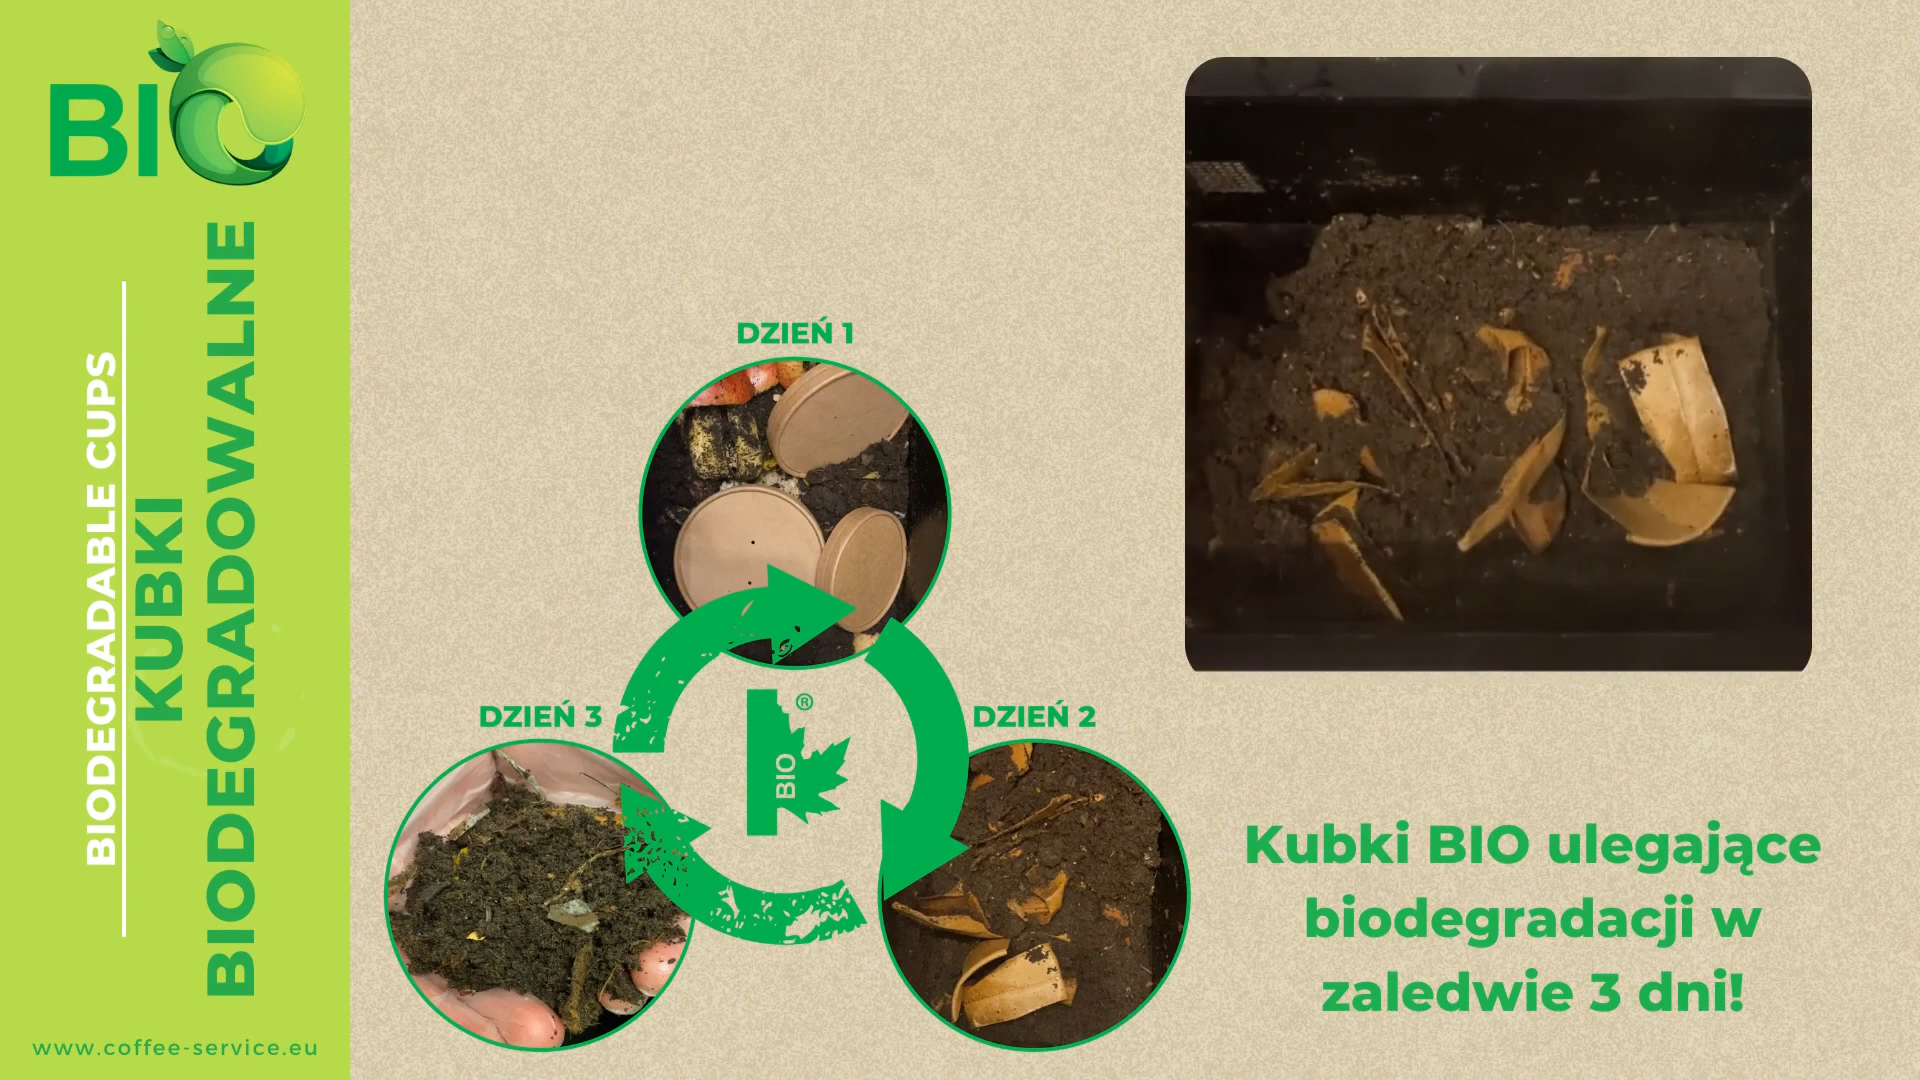 BIO
BIODEGRADABLE CUPS
KUBKI
BIODEGRADOWALNE
www.coffee-service.eu
DZIEŃ 1
DZIEŃ 3
DZIEŃ 2
®
BIO
Kubki BIO ulegające
biodegradacji w
zaledwie 3 dni!